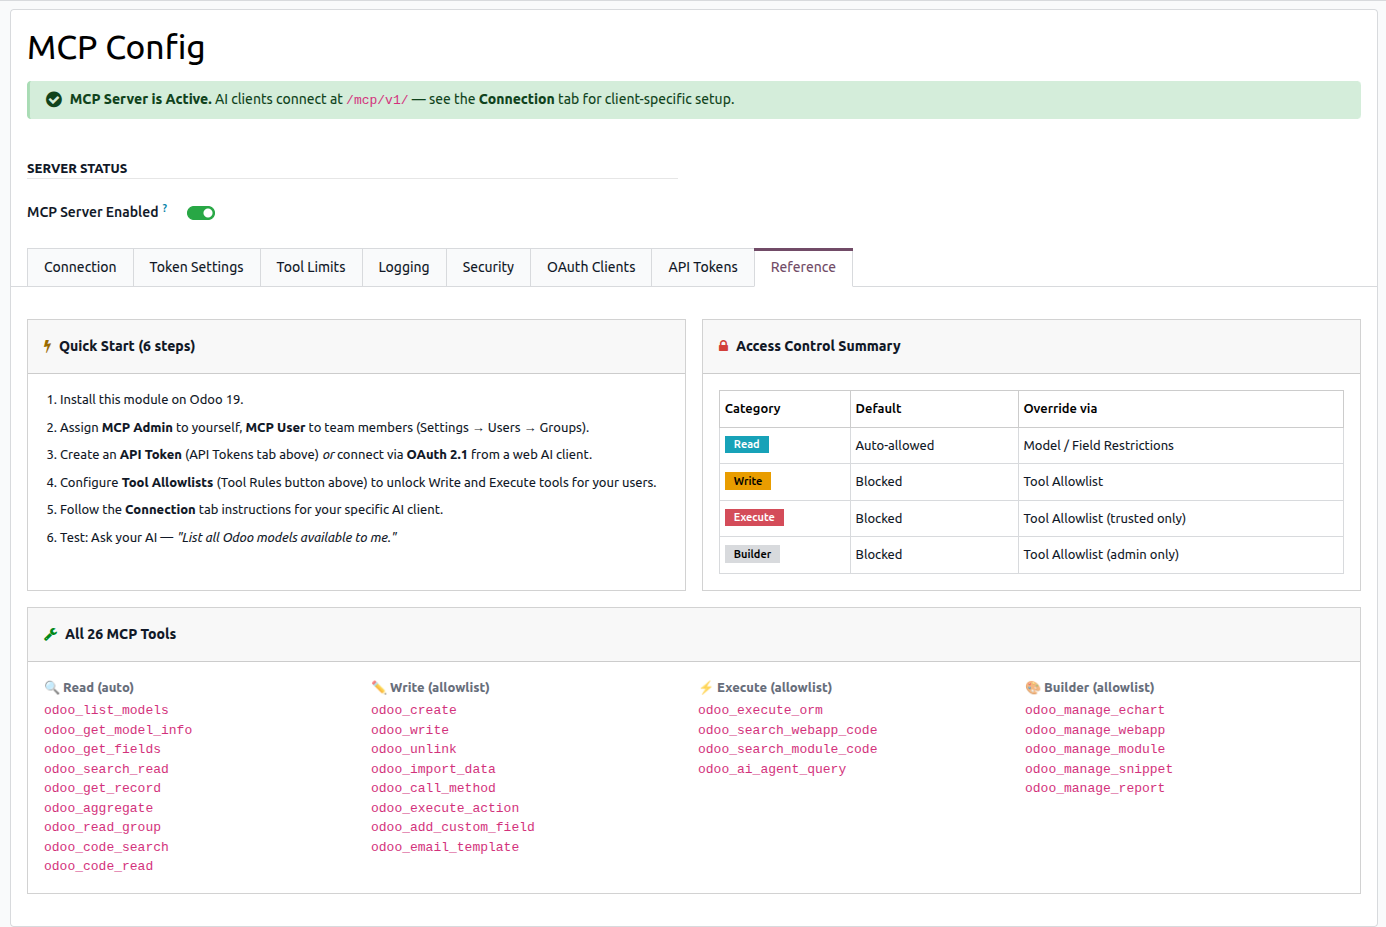 MCP Config
MCP Server is Active. AI clients connect at /mcp/v1/ — see the Connection tab for client-specific setup.
SERVER STATUS
MCP Server Enabled ?
Connection
Token Settings
Tool Limits
Logging
Security
OAuth Clients
API Tokens
Reference
Quick Start (6 steps)
1. Install this module on Odoo 19.
2. Assign MCP Admin to yourself, MCP User to team members (Settings → Users → Groups).
3. Create an API Token (API Tokens tab above) or connect via OAuth 2.1 from a web AI client.
4. Configure Tool Allowlists (Tool Rules button above) to unlock Write and Execute tools for your users.
5. Follow the Connection tab instructions for your specific AI client.
6. Test: Ask your AI — "List all Odoo models available to me."
Access Control Summary
Category Default Override via
Read Auto-allowed Model / Field Restrictions
Write Blocked Tool Allowlist
Execute Blocked Tool Allowlist (trusted only)
Builder Blocked Tool Allowlist (admin only)
All 26 MCP Tools
Read (auto)
odoo_list_models
odoo_get_model_info
odoo_get_fields
odoo_search_read
odoo_get_record
odoo_aggregate
odoo_read_group
odoo_code_search
odoo_code_read
Write (allowlist)
odoo_create
odoo_write
odoo_unlink
odoo_import_data
odoo_call_method
odoo_execute_action
odoo_add_custom_field
odoo_email_template
Execute (allowlist)
odoo_execute_orm
odoo_search_webapp_code
odoo_search_module_code
odoo_ai_agent_query
Builder (allowlist)
odoo_manage_echart
odoo_manage_webapp
odoo_manage_module
odoo_manage_snippet
odoo_manage_report